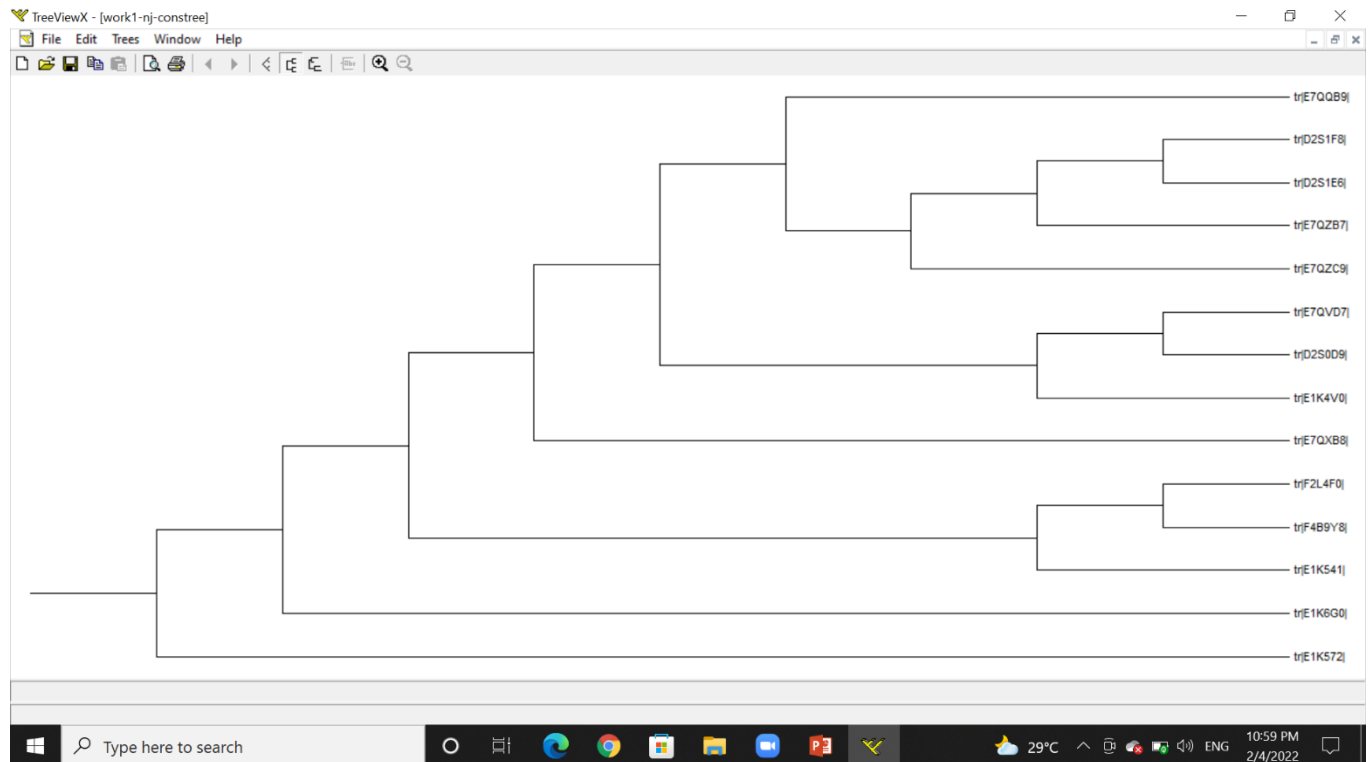 TreeViewX - [work1-nj-constree]
File Edit Trees Window Help
tr|E7QQB9|
tr|D2S1F8|
tr|D2S1E6|
tr|E7QZB7|
tr|E7QZC9|
tr|E7QVD7|
tr|D2S0D9|
tr|E1K4V0|
tr|E7QXB8|
tr|F2L4F0|
tr|F4B9Y8|
tr|E1K541|
tr|E1K6G0|
tr|E1K572|
Type here to search
29°C
ENG
10:59 PM
2/4/2022